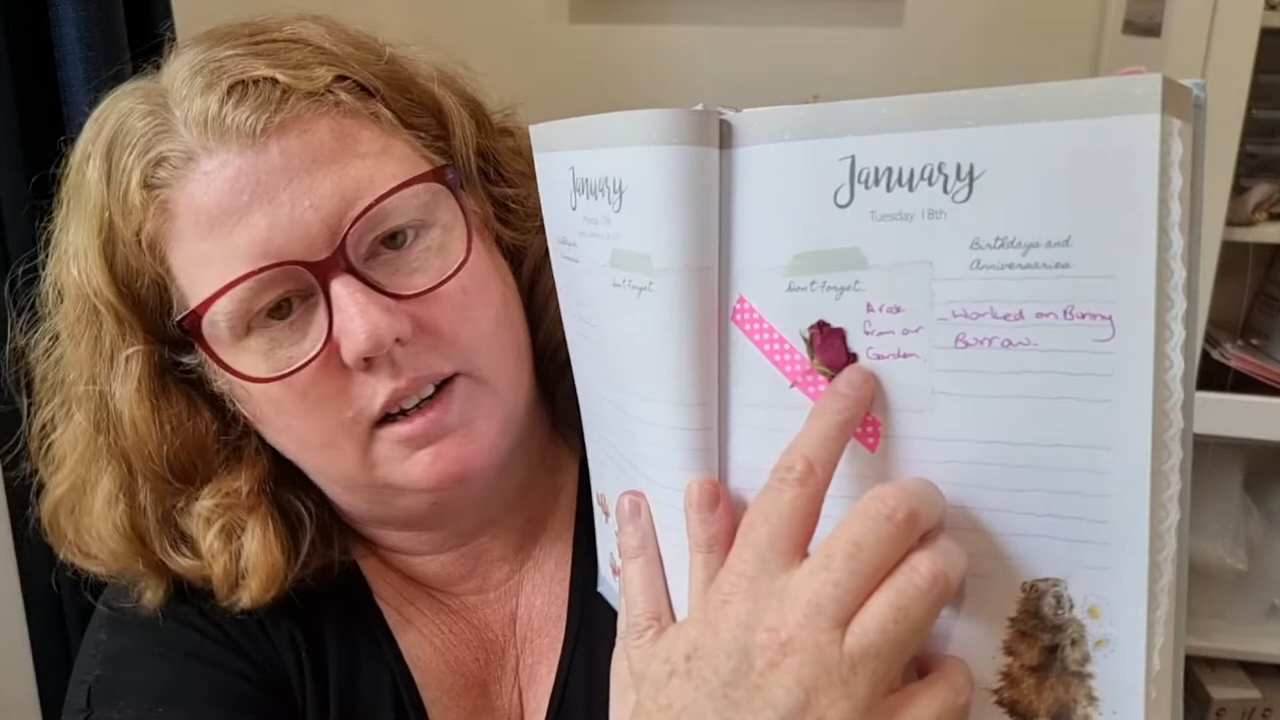 January
Don't Forget
January
Tuesday 18th
Don't Forget
Birthdays and
Anniversaries
A rose
from our
Garden.
- Worked on Bunny
Burrow.